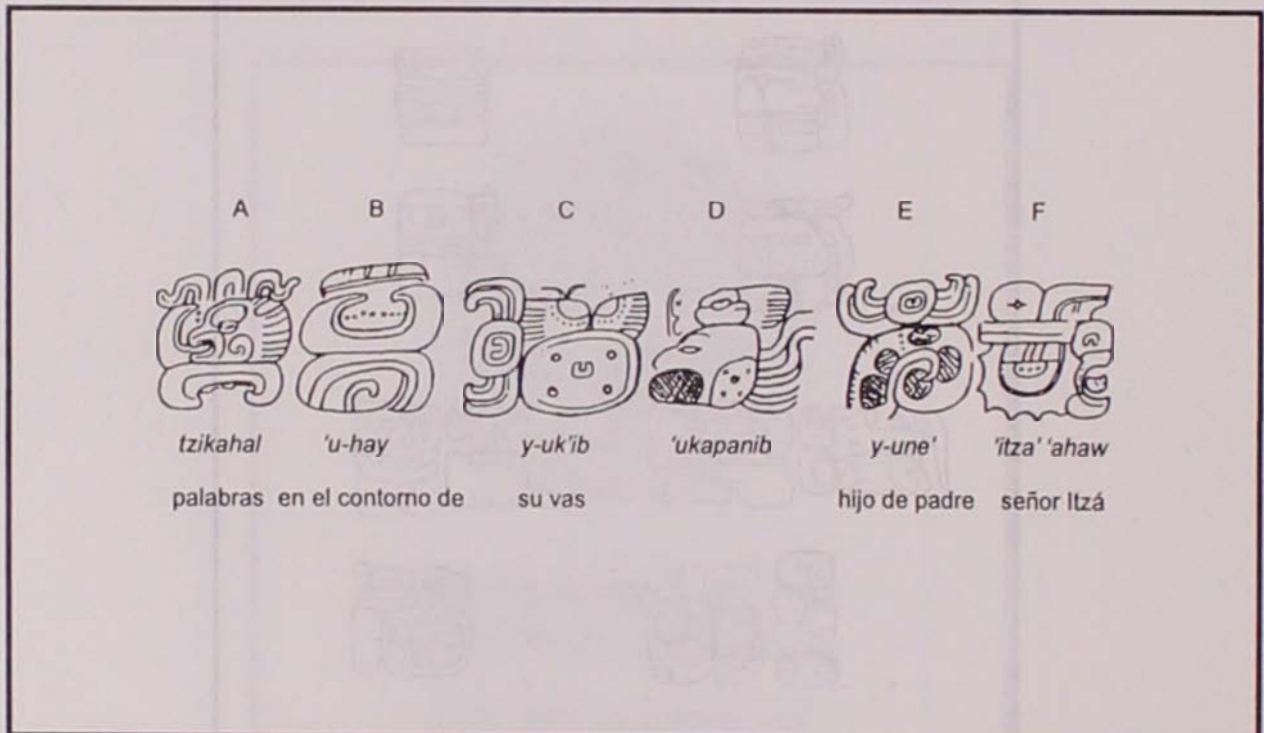 A B C D E F
tzikahal 'u-hay y-uk'ib 'ukapanib y-une' 'itza' 'ahaw
palabras en el contorno de su vas hijo de padre señor Itzá